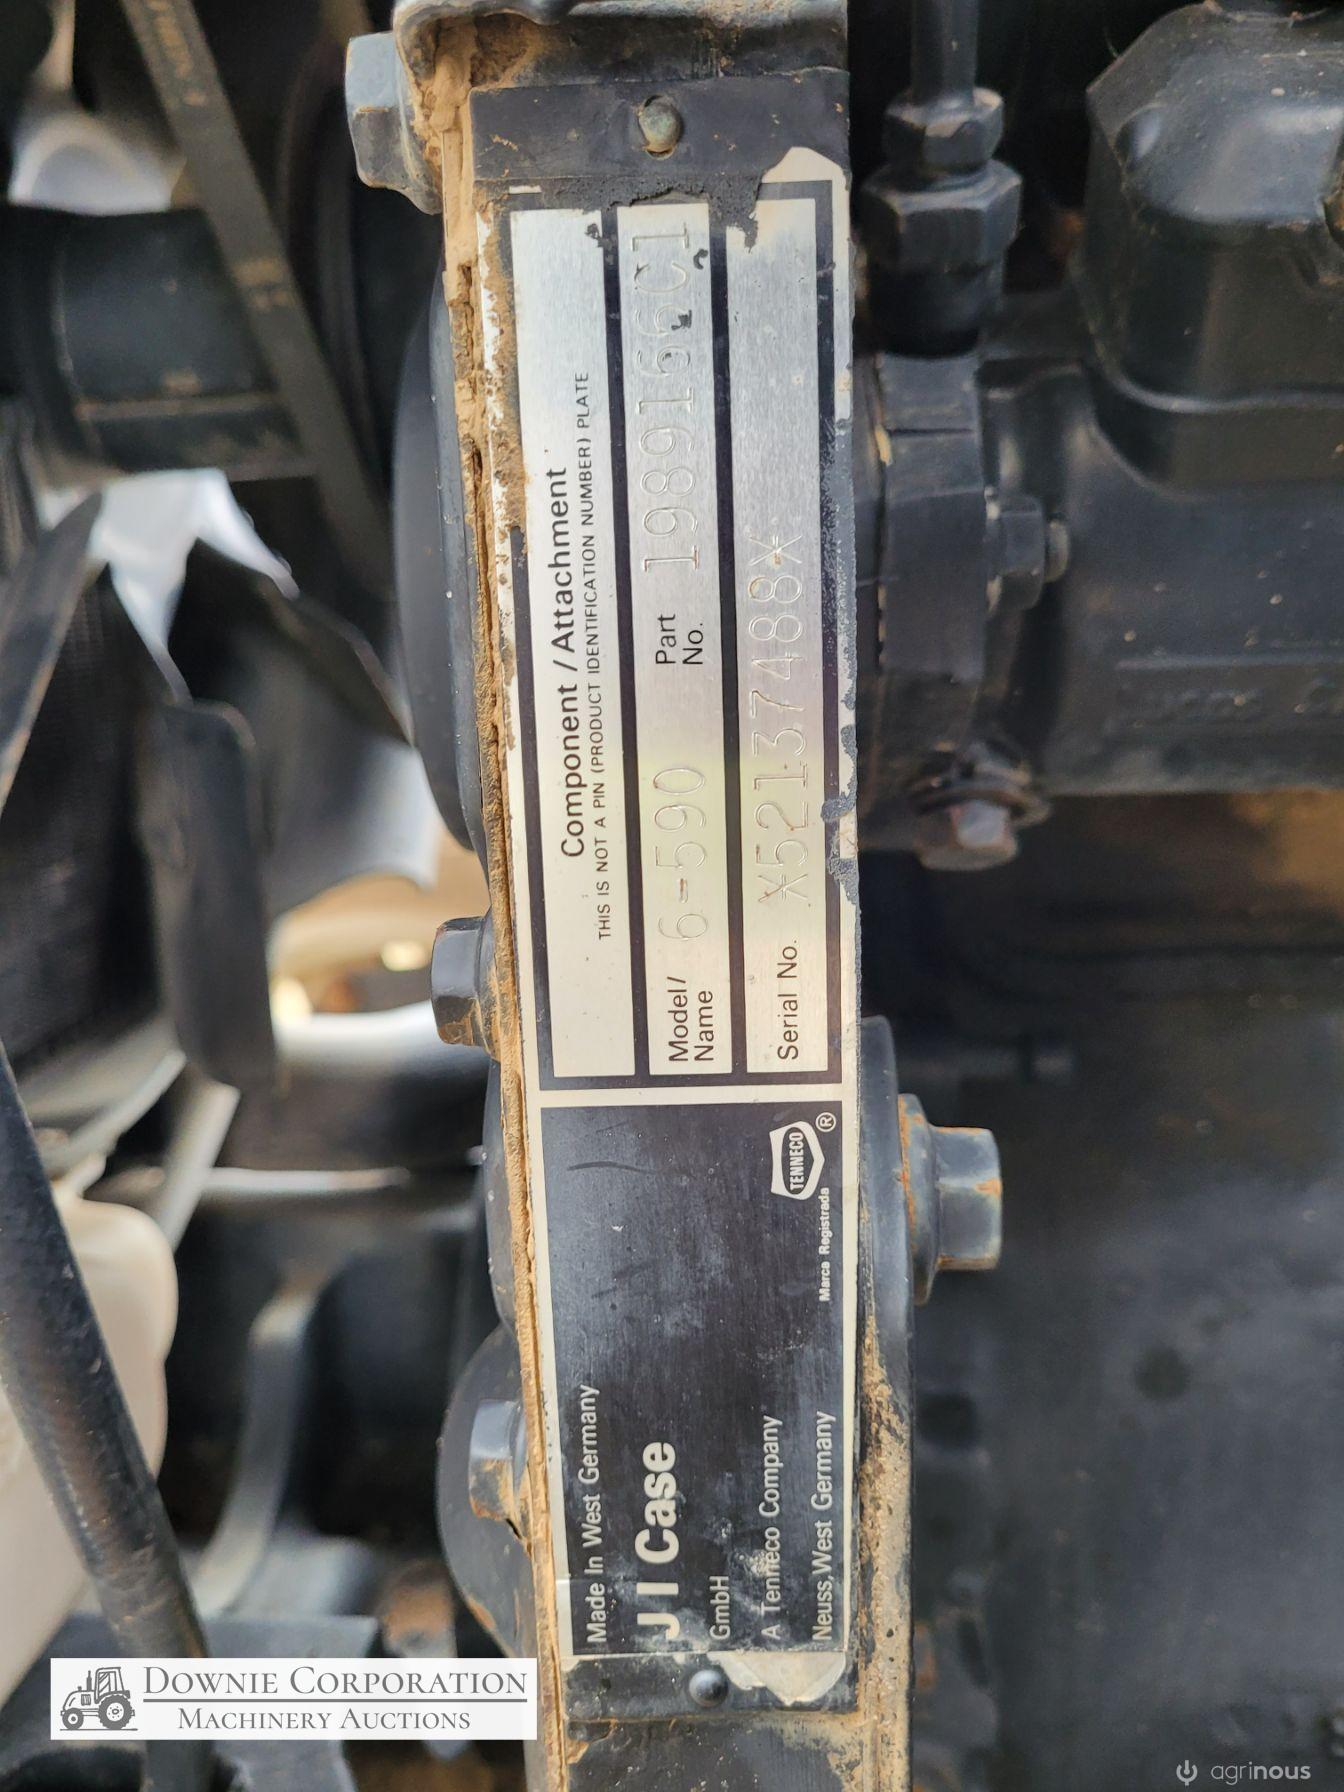 Component / Attachment
THIS IS NOT A PIN (PRODUCT IDENTIFICATION NUMBER) PLATE
Model/ Name 6-590 Part No. 1989166C1
Serial No. *52137488*
Made In West Germany
J I Case
GmbH
A Tenneco Company
Neuss, West Germany
TENNECO ®
Marca Registrada
DOWNIE CORPORATION
MACHINERY AUCTIONS
agrinous